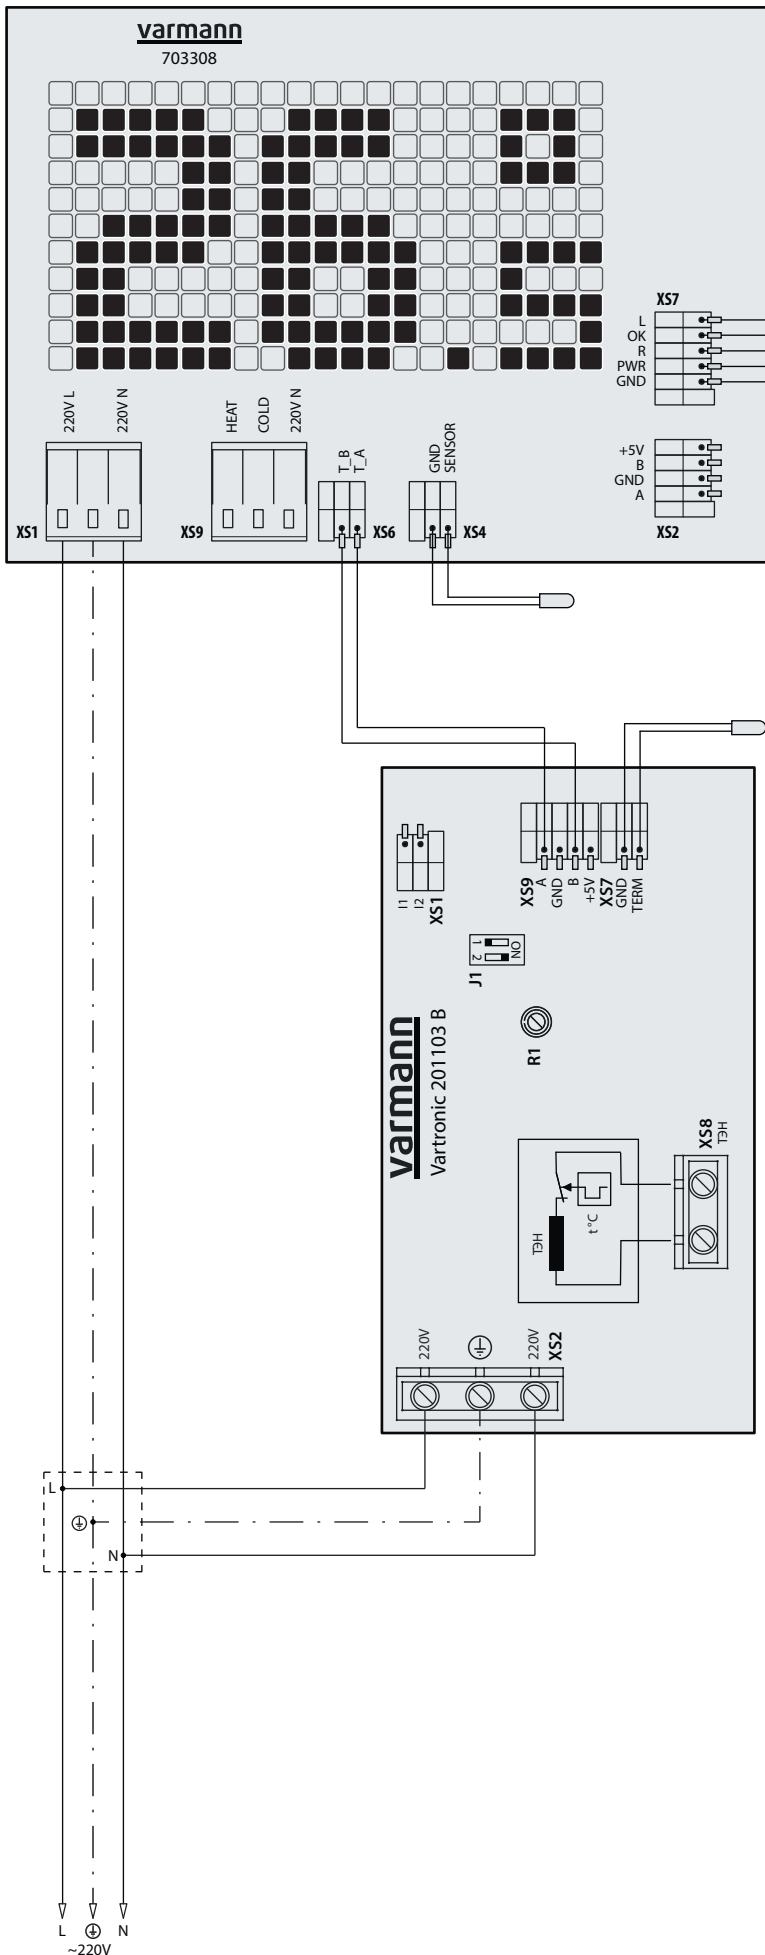 varmann
703308
XS7
L
OK
R
PWR
GND
220V L
220V N
HEAT
COLD
220V N
T_B
T_A
GND
SENSOR
+5V
B
GND
A
XS1
XS9
XS6
XS4
XS2
XS9
A
GND
B
+5V
XS7
GND
TERM
I1
I2
XS1
1
2
ON
J1
R1
varmann
Vartronic 201103 B
XS8
ТЭН
t °C
ТЭН
220V
220V
XS2
L
N
L
N
~220V